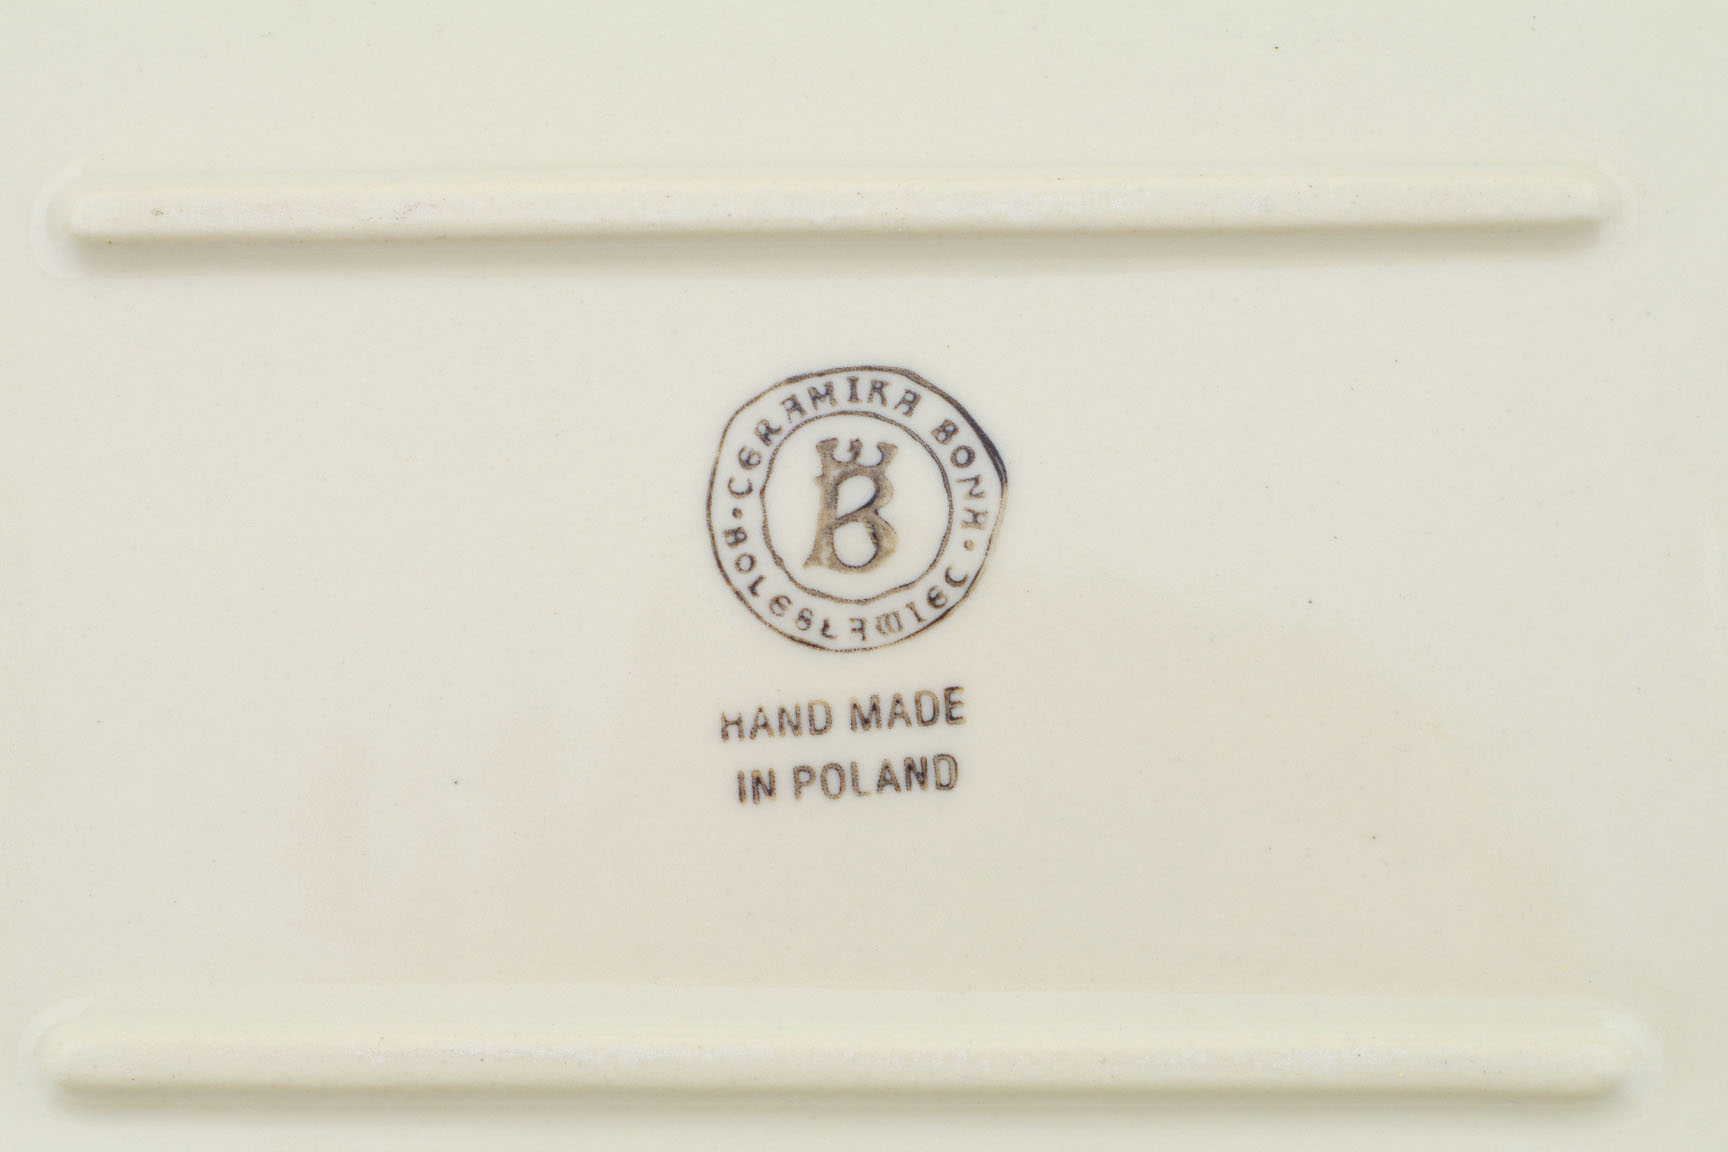 CERAMIKA BONA
B
BOLESŁAWIEC
HAND MADE
IN POLAND